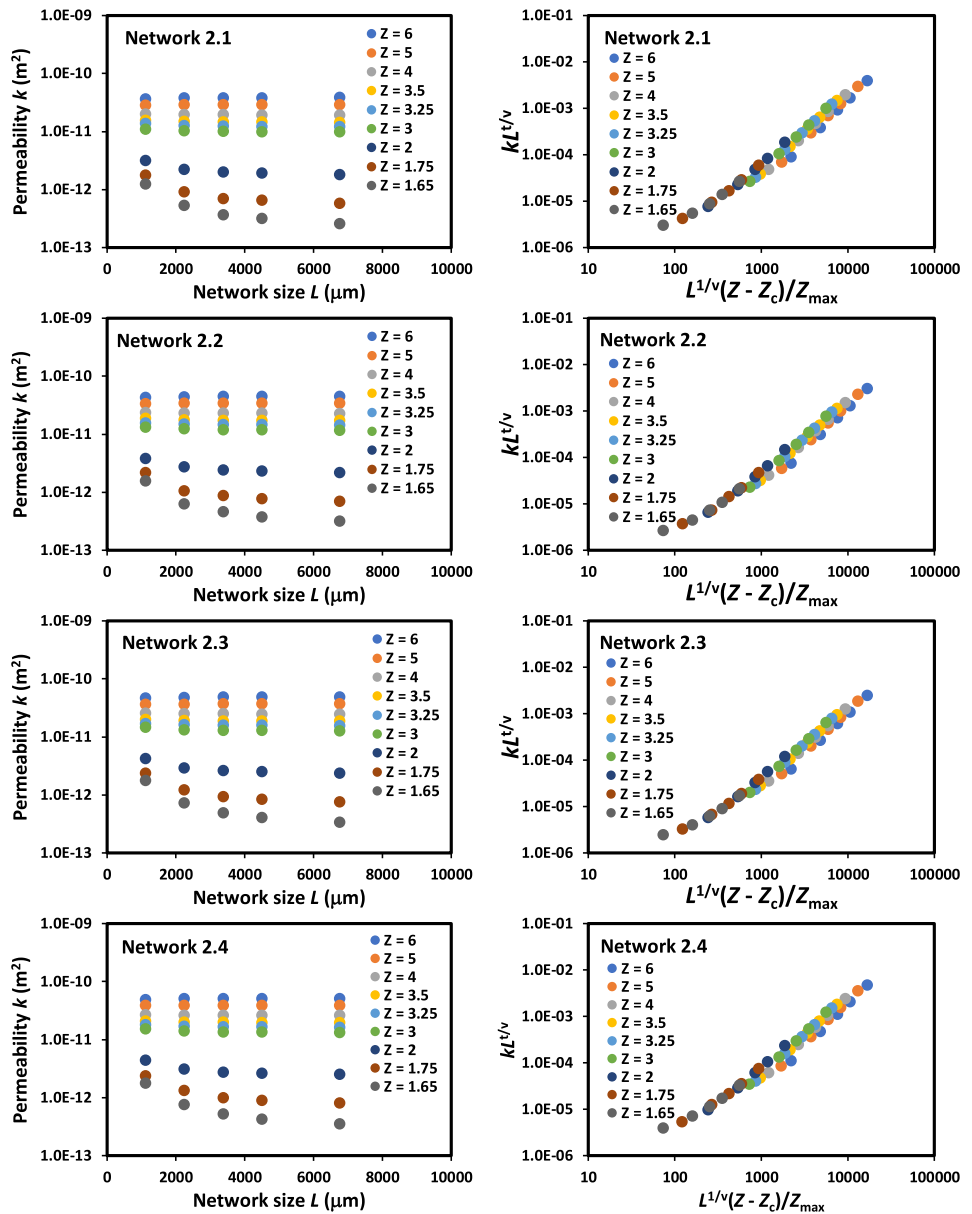 Network 2.1
Permeability k (m²)
1.0E-09
1.0E-10
1.0E-11
1.0E-12
1.0E-13
Z = 6
Z = 5
Z = 4
Z = 3.5
Z = 3.25
Z = 3
Z = 2
Z = 1.75
Z = 1.65
0 2000 4000 6000 8000 10000
Network size L (μm)
Network 2.1
kL^t/ν
1.0E-01
1.0E-02
1.0E-03
1.0E-04
1.0E-05
1.0E-06
Z = 6
Z = 5
Z = 4
Z = 3.5
Z = 3.25
Z = 3
Z = 2
Z = 1.75
Z = 1.65
10 100 1000 10000 100000
L^1/ν(Z - Z_c)/Z_max
Network 2.2
Permeability k (m²)
1.0E-09
1.0E-10
1.0E-11
1.0E-12
1.0E-13
Z = 6
Z = 5
Z = 4
Z = 3.5
Z = 3.25
Z = 3
Z = 2
Z = 1.75
Z = 1.65
0 2000 4000 6000 8000 10000
Network size L (μm)
Network 2.2
kL^t/ν
1.0E-01
1.0E-02
1.0E-03
1.0E-04
1.0E-05
1.0E-06
Z = 6
Z = 5
Z = 4
Z = 3.5
Z = 3.25
Z = 3
Z = 2
Z = 1.75
Z = 1.65
10 100 1000 10000 100000
L^1/ν(Z - Z_c)/Z_max
Network 2.3
Permeability k (m²)
1.0E-09
1.0E-10
1.0E-11
1.0E-12
1.0E-13
Z = 6
Z = 5
Z = 4
Z = 3.5
Z = 3.25
Z = 3
Z = 2
Z = 1.75
Z = 1.65
0 2000 4000 6000 8000 10000
Network size L (μm)
Network 2.3
kL^t/ν
1.0E-01
1.0E-02
1.0E-03
1.0E-04
1.0E-05
1.0E-06
Z = 6
Z = 5
Z = 4
Z = 3.5
Z = 3.25
Z = 3
Z = 2
Z = 1.75
Z = 1.65
10 100 1000 10000 100000
L^1/ν(Z - Z_c)/Z_max
Network 2.4
Permeability k (m²)
1.0E-09
1.0E-10
1.0E-11
1.0E-12
1.0E-13
Z = 6
Z = 5
Z = 4
Z = 3.5
Z = 3.25
Z = 3
Z = 2
Z = 1.75
Z = 1.65
0 2000 4000 6000 8000 10000
Network size L (μm)
Network 2.4
kL^t/ν
1.0E-01
1.0E-02
1.0E-03
1.0E-04
1.0E-05
1.0E-06
Z = 6
Z = 5
Z = 4
Z = 3.5
Z = 3.25
Z = 3
Z = 2
Z = 1.75
Z = 1.65
10 100 1000 10000 100000
L^1/ν(Z - Z_c)/Z_max